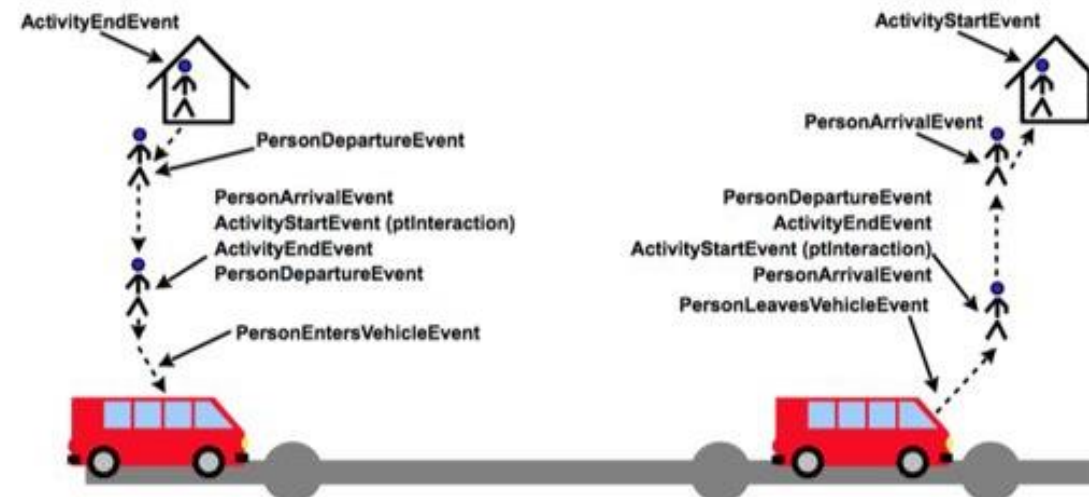 ActivityEndEvent
PersonDepartureEvent
PersonArrivalEvent
ActivityStartEvent (ptInteraction)
ActivityEndEvent
PersonDepartureEvent
PersonEntersVehicleEvent
ActivityStartEvent
PersonArrivalEvent
PersonDepartureEvent
ActivityEndEvent
ActivityStartEvent (ptInteraction)
PersonArrivalEvent
PersonLeavesVehicleEvent